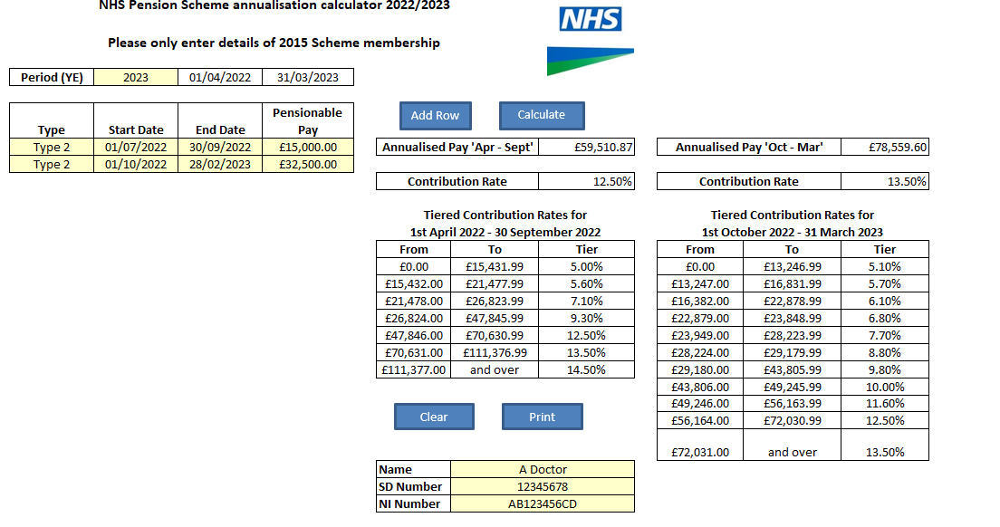 NHS Pension Scheme annualisation calculator 2022/2023
NHS
Please only enter details of 2015 Scheme membership
Period (YE) 2023 01/04/2022 31/03/2023
Type Start Date End Date Pensionable Pay
Type 2 01/07/2022 30/09/2022 £15,000.00
Type 2 01/10/2022 28/02/2023 £32,500.00
Add Row Calculate
Annualised Pay 'Apr - Sept' £59,510.87
Contribution Rate 12.50%
Tiered Contribution Rates for
1st April 2022 - 30 September 2022
From To Tier
£0.00 £15,431.99 5.00%
£15,432.00 £21,477.99 5.60%
£21,478.00 £26,823.99 7.10%
£26,824.00 £47,845.99 9.30%
£47,846.00 £70,630.99 12.50%
£70,631.00 £111,376.99 13.50%
£111,377.00 and over 14.50%
Clear Print
Name A Doctor
SD Number 12345678
NI Number AB123456CD
Annualised Pay 'Oct - Mar' £78,559.60
Contribution Rate 13.50%
Tiered Contribution Rates for
1st October 2022 - 31 March 2023
From To Tier
£0.00 £13,246.99 5.10%
£13,247.00 £16,831.99 5.70%
£16,382.00 £22,878.99 6.10%
£22,879.00 £23,848.99 6.80%
£23,949.00 £28,223.99 7.70%
£28,224.00 £29,179.99 8.80%
£29,180.00 £43,805.99 9.80%
£43,806.00 £49,245.99 10.00%
£49,246.00 £56,163.99 11.60%
£56,164.00 £72,030.99 12.50%
£72,031.00 and over 13.50%